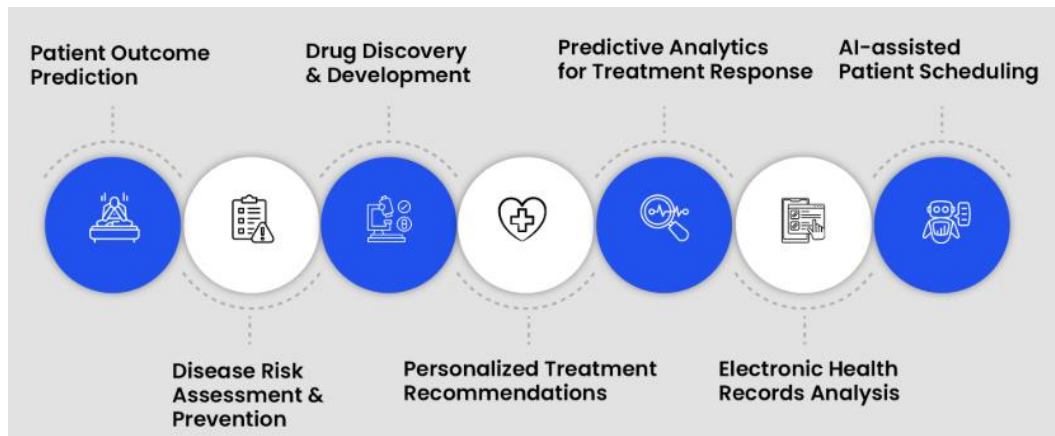 Patient Outcome
Prediction
Drug Discovery
& Development
Predictive Analytics
for Treatment Response
AI-assisted
Patient Scheduling
Disease Risk
Assessment &
Prevention
Personalized Treatment
Recommendations
Electronic Health
Records Analysis